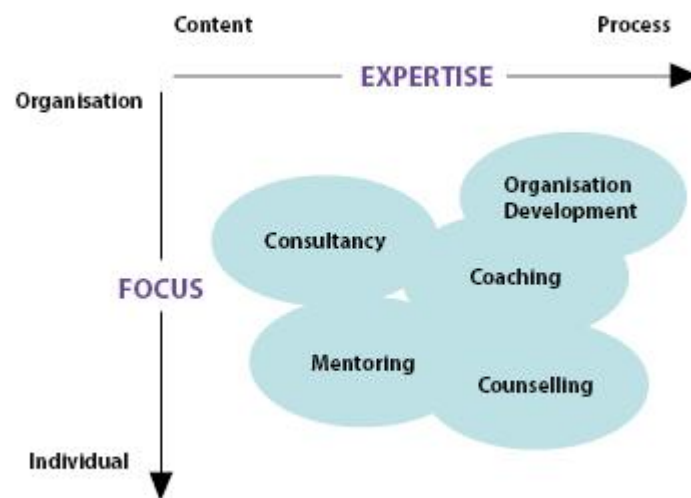 Content
Process
EXPERTISE
Organisation
Organisation
Development
Consultancy
Coaching
FOCUS
Mentoring
Counselling
Individual